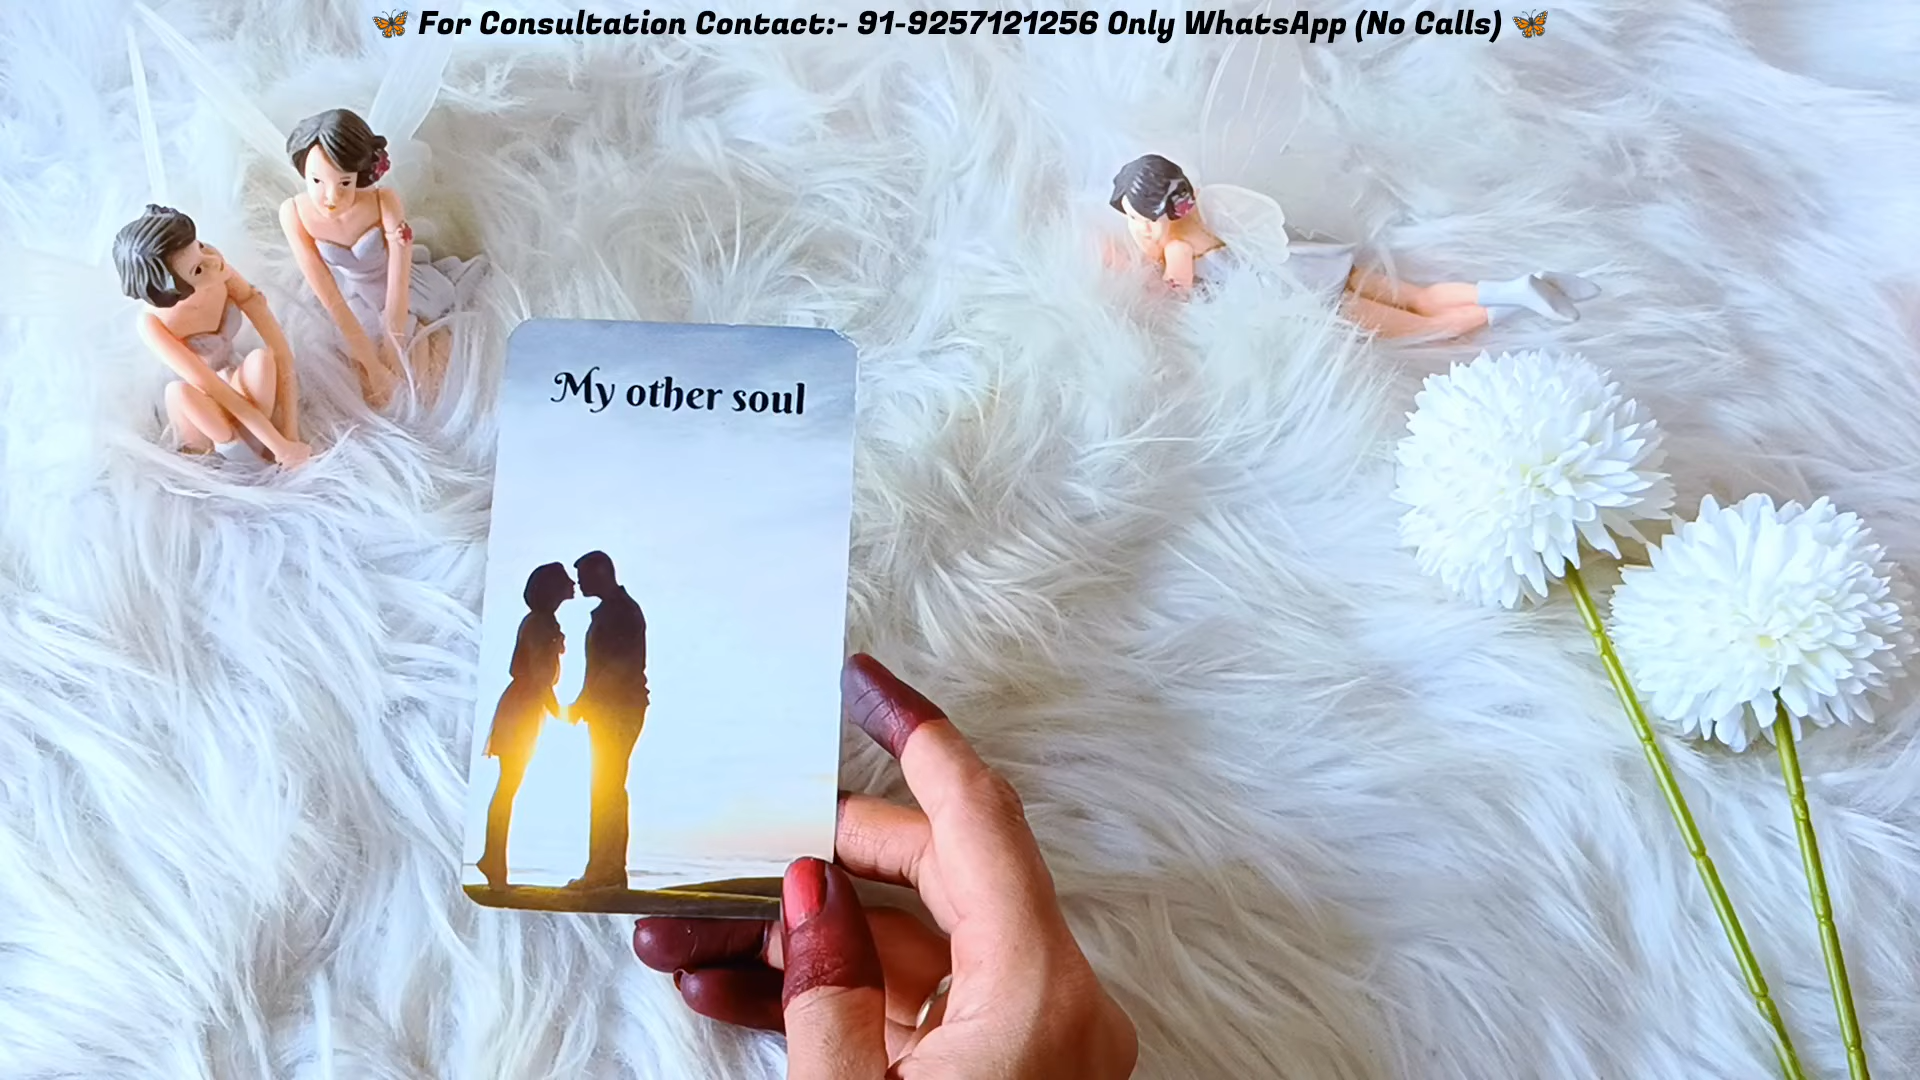 🦋 For Consultation Contact:- 91-9257121256 Only WhatsApp (No Calls) 🦋
My other soul